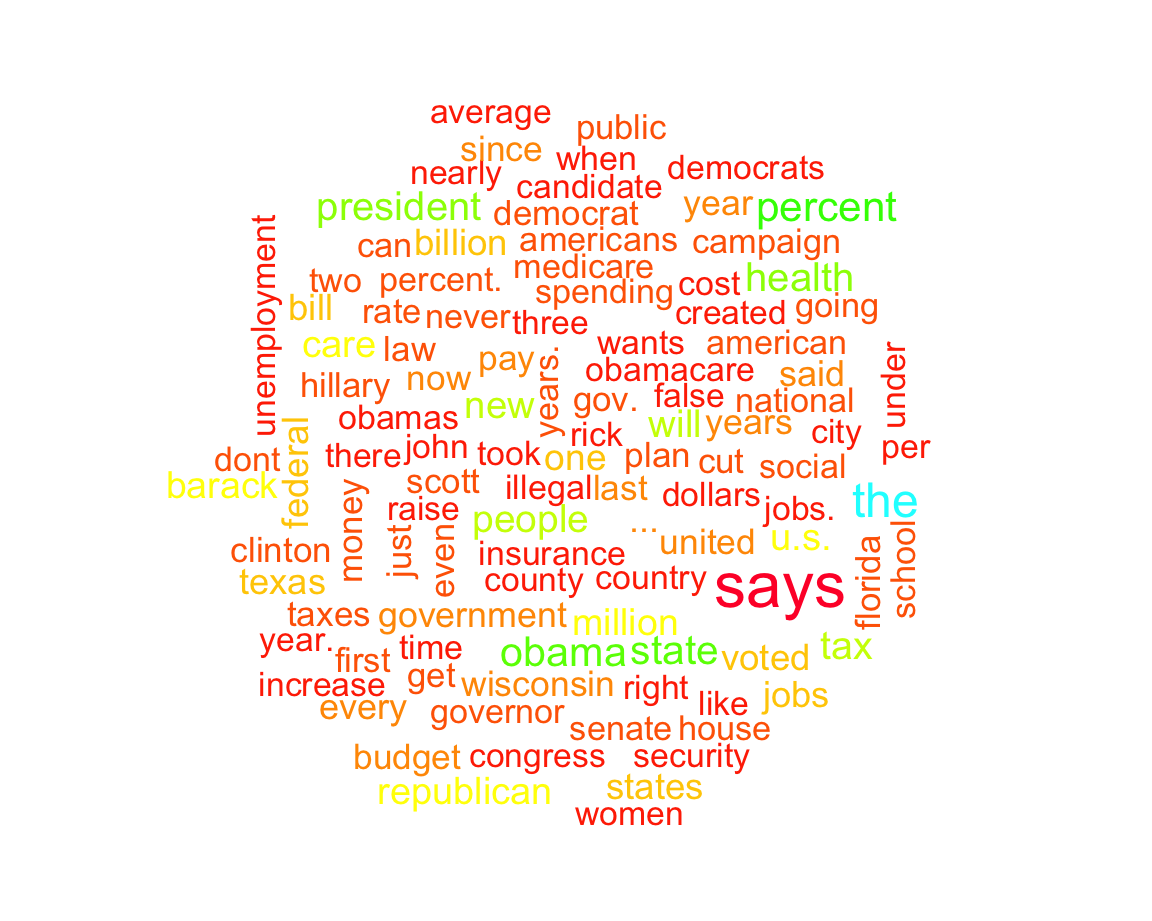 average
public
since
when
nearly
democrats
candidate
president
democrat
year
percent
can
billion
americans
campaign
unemployment
two
percent.
medicare
cost
health
spending
bill
rate
never
three
created
going
care
law
wants
american
pay
obamacare
hillary
now
years.
said
under
obamas
new
gov.
false
national
will
years
rick
city
per
there
john
took
one
plan
cut
social
dont
barack
federal
scott
illegal
last
dollars
jobs.
the
raise
people
...
united
u.s.
clinton
money
just
even
insurance
florida
school
texas
county
country
says
taxes
government
million
year.
first
time
obama
state
voted
tax
increase
get
wisconsin
right
like
jobs
every
governor
senate
house
budget
congress
security
republican
states
women